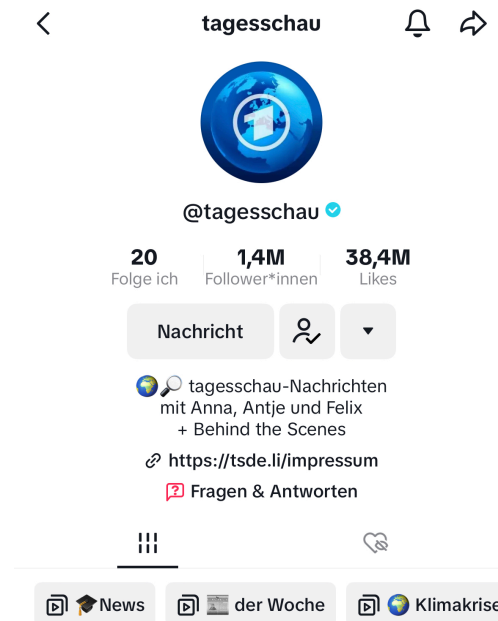 tagesschau
@tagesschau
20 1,4M 38,4M
Folge ich Follower*innen Likes
Nachricht
tagesschau-Nachrichten
mit Anna, Antje und Felix
+ Behind the Scenes
https://tsde.li/impressum
Fragen & Antworten
News der Woche Klimakrise